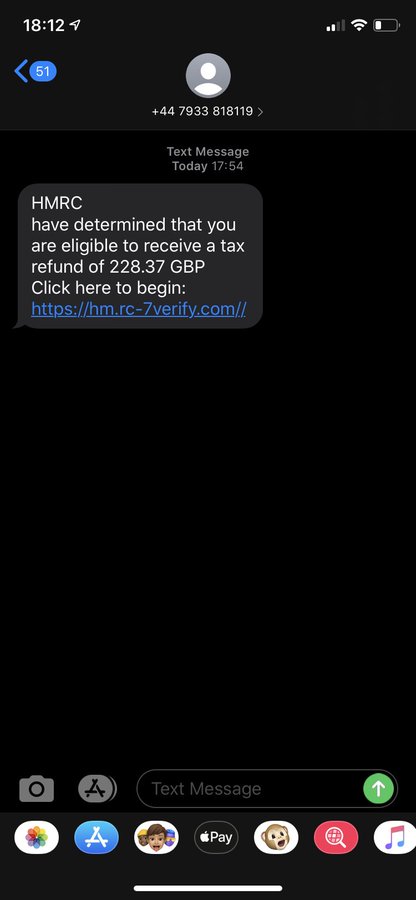 18:12
51
+44 7933 818119
Text Message
Today 17:54
HMRC
have determined that you
are eligible to receive a tax
refund of 228.37 GBP
Click here to begin:
https://hm.rc-7verify.com//
Text Message
Pay